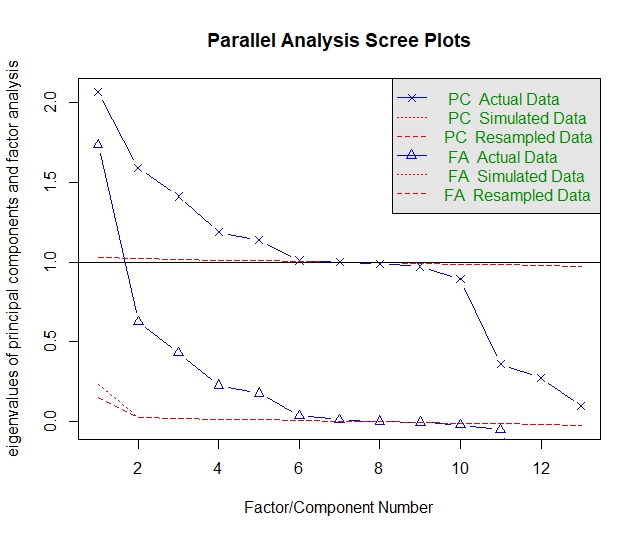 Parallel Analysis Scree Plots
eigenvalues of principal components and factor analysis
2.0
1.5
1.0
0.5
0.0
PC Actual Data
PC Simulated Data
PC Resampled Data
FA Actual Data
FA Simulated Data
FA Resampled Data
2 4 6 8 10 12
Factor/Component Number